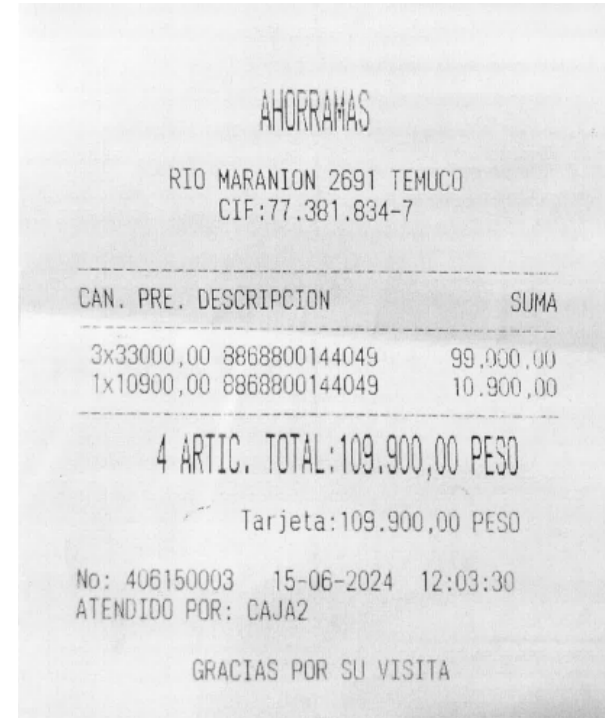 AHORRAMAS
RIO MARANION 2691 TEMUCO
CIF:77.381.834-7
CAN. PRE. DESCRIPCION SUMA
3x33000,00 8868800144049 99.000,00
1x10900,00 8868800144049 10.900,00
4 ARTIC. TOTAL:109.900,00 PESO
Tarjeta:109.900,00 PESO
No: 406150003 15-06-2024 12:03:30
ATENDIDO POR: CAJA2
GRACIAS POR SU VISITA